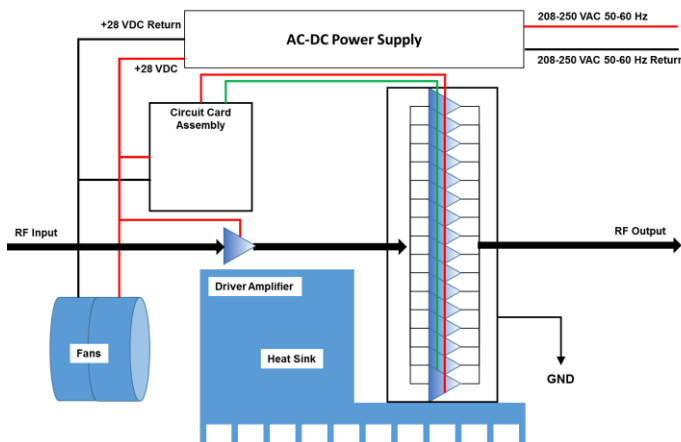 +28 VDC Return
AC-DC Power Supply
208-250 VAC 50-60 Hz
208-250 VAC 50-60 Hz Return
+28 VDC
Circuit Card
Assembly
RF Input
RF Output
Driver Amplifier
Fans
Heat Sink
GND